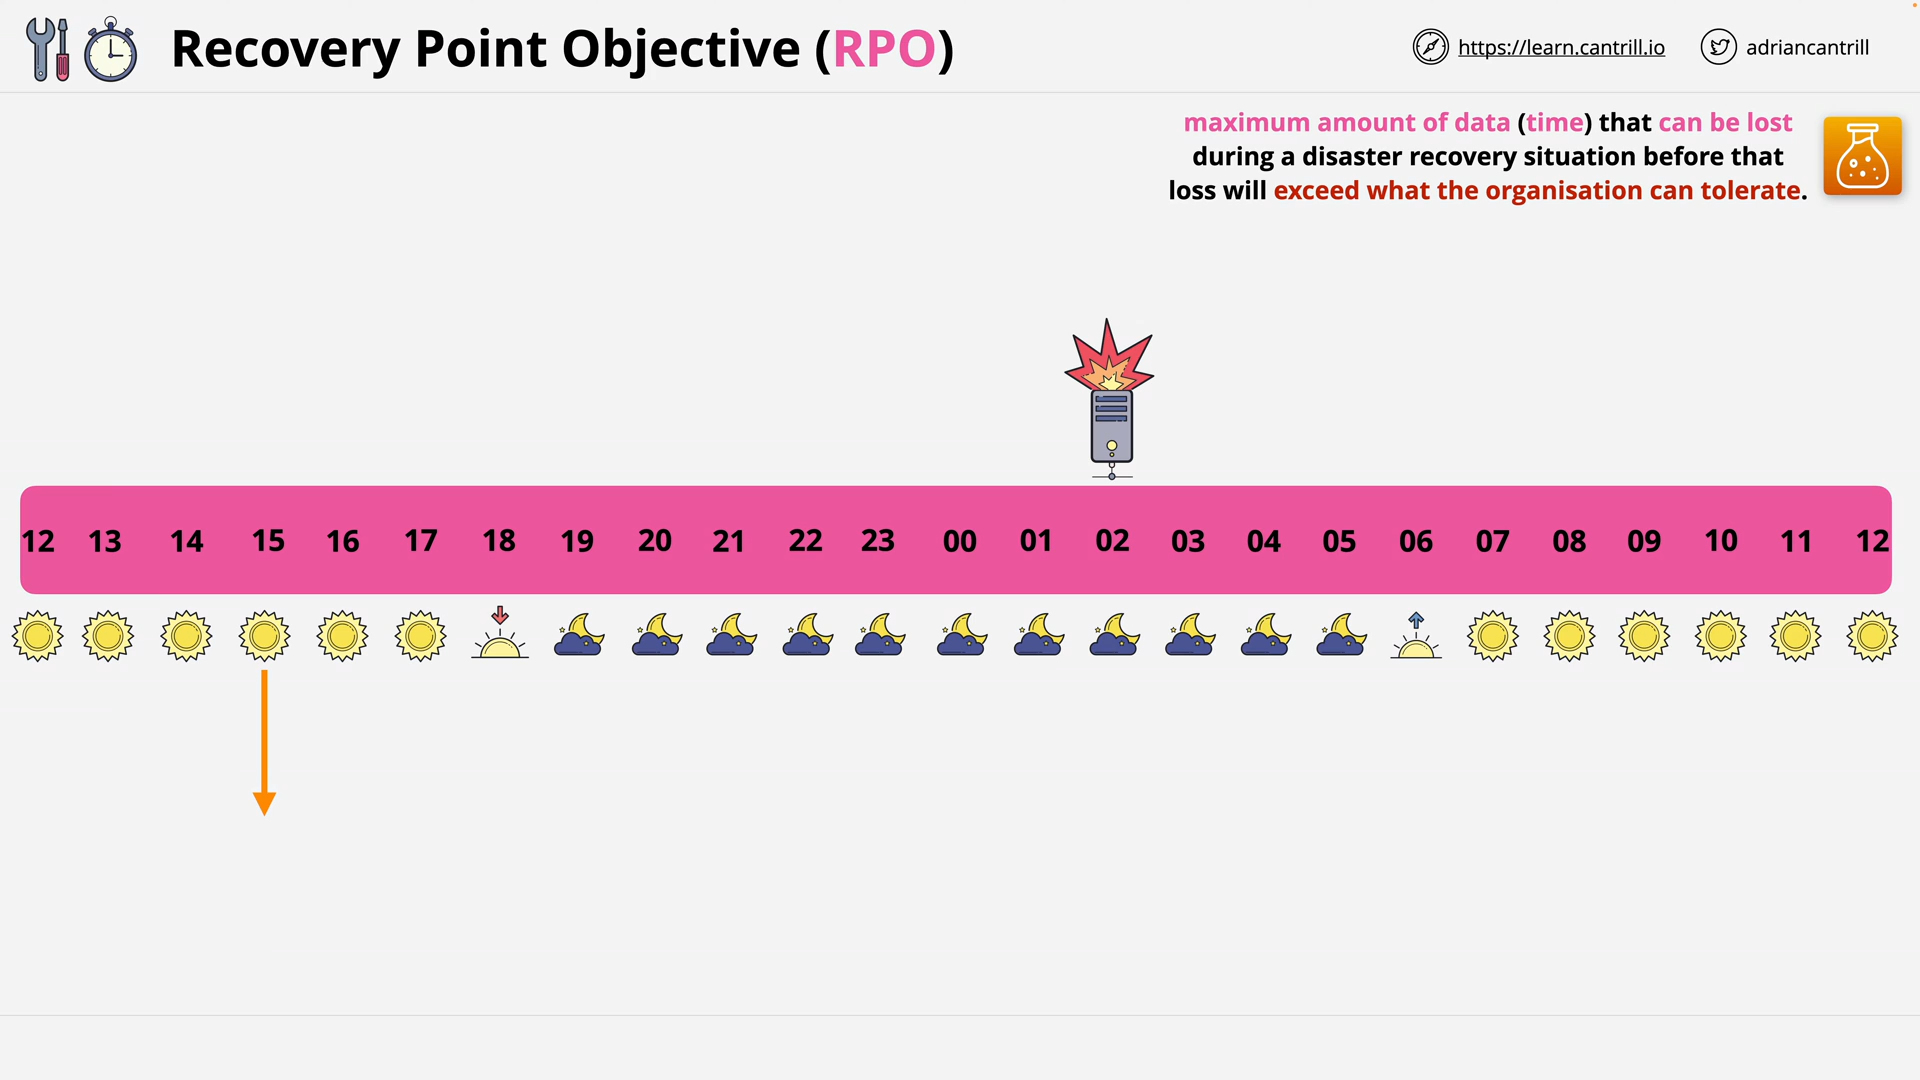 Recovery Point Objective (RPO)
https://learn.cantrill.io
adriancantrill
maximum amount of data (time) that can be lost
during a disaster recovery situation before that
loss will exceed what the organisation can tolerate.
12 13 14 15 16 17 18 19 20 21 22 23 00 01 02 03 04 05 06 07 08 09 10 11 12